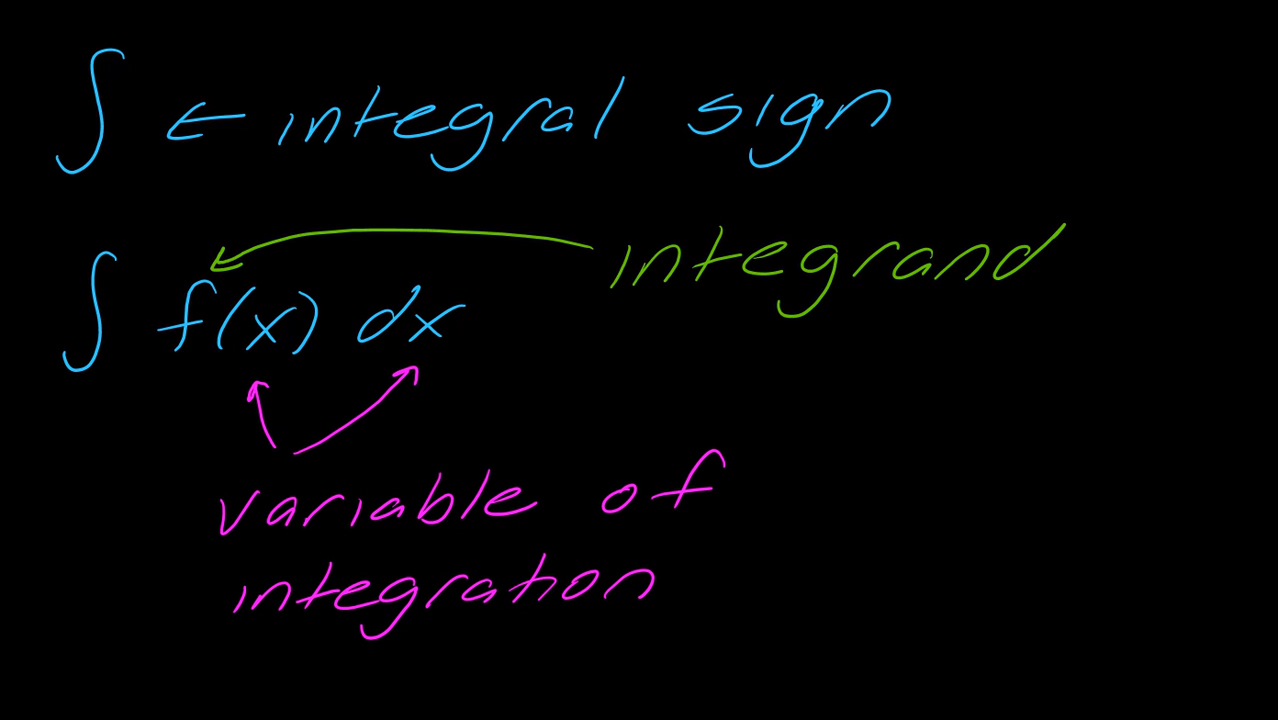 ∫ ← integral sign
integrand
∫ f(x) dx
variable of
integration